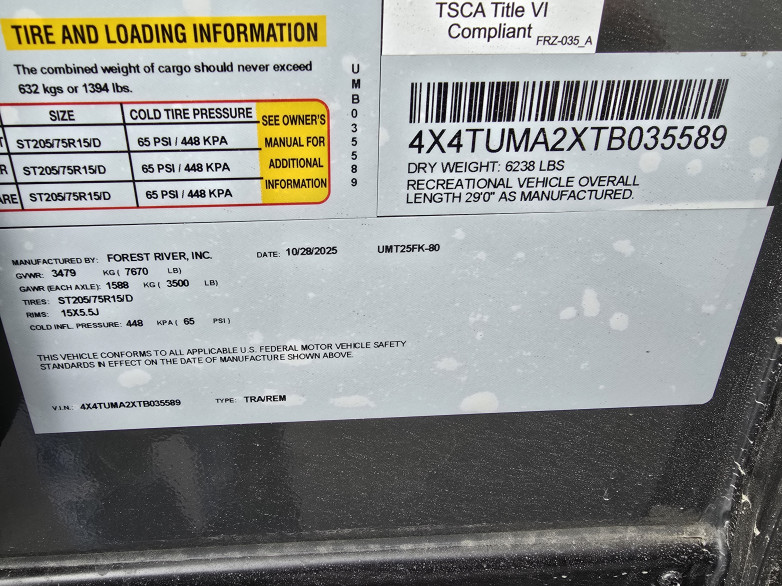 TSCA Title VI
Compliant FRZ-035_A
TIRE AND LOADING INFORMATION
The combined weight of cargo should never exceed
632 kgs or 1394 lbs.
SIZE COLD TIRE PRESSURE SEE OWNER'S MANUAL FOR ADDITIONAL INFORMATION
ST205/75R15/D 65 PSI / 448 KPA
R ST205/75R15/D 65 PSI / 448 KPA
ARE ST205/75R15/D 65 PSI / 448 KPA
UMB035589
4X4TUMA2XTB035589
DRY WEIGHT: 6238 LBS
RECREATIONAL VEHICLE OVERALL
LENGTH 29'0" AS MANUFACTURED.
MANUFACTURED BY: FOREST RIVER, INC. DATE: 10/28/2025 UMT25FK-80
GVWR: 3479 KG ( 7670 LB)
GAWR (EACH AXLE): 1588 KG ( 3500 LB)
TIRES: ST205/75R15/D
RIMS: 15X5.5J
COLD INFL. PRESSURE: 448 KPA ( 65 PSI )
THIS VEHICLE CONFORMS TO ALL APPLICABLE U.S. FEDERAL MOTOR VEHICLE SAFETY
STANDARDS IN EFFECT ON THE DATE OF MANUFACTURE SHOWN ABOVE.
V.I.N.: 4X4TUMA2XTB035589 TYPE: TRA/REM